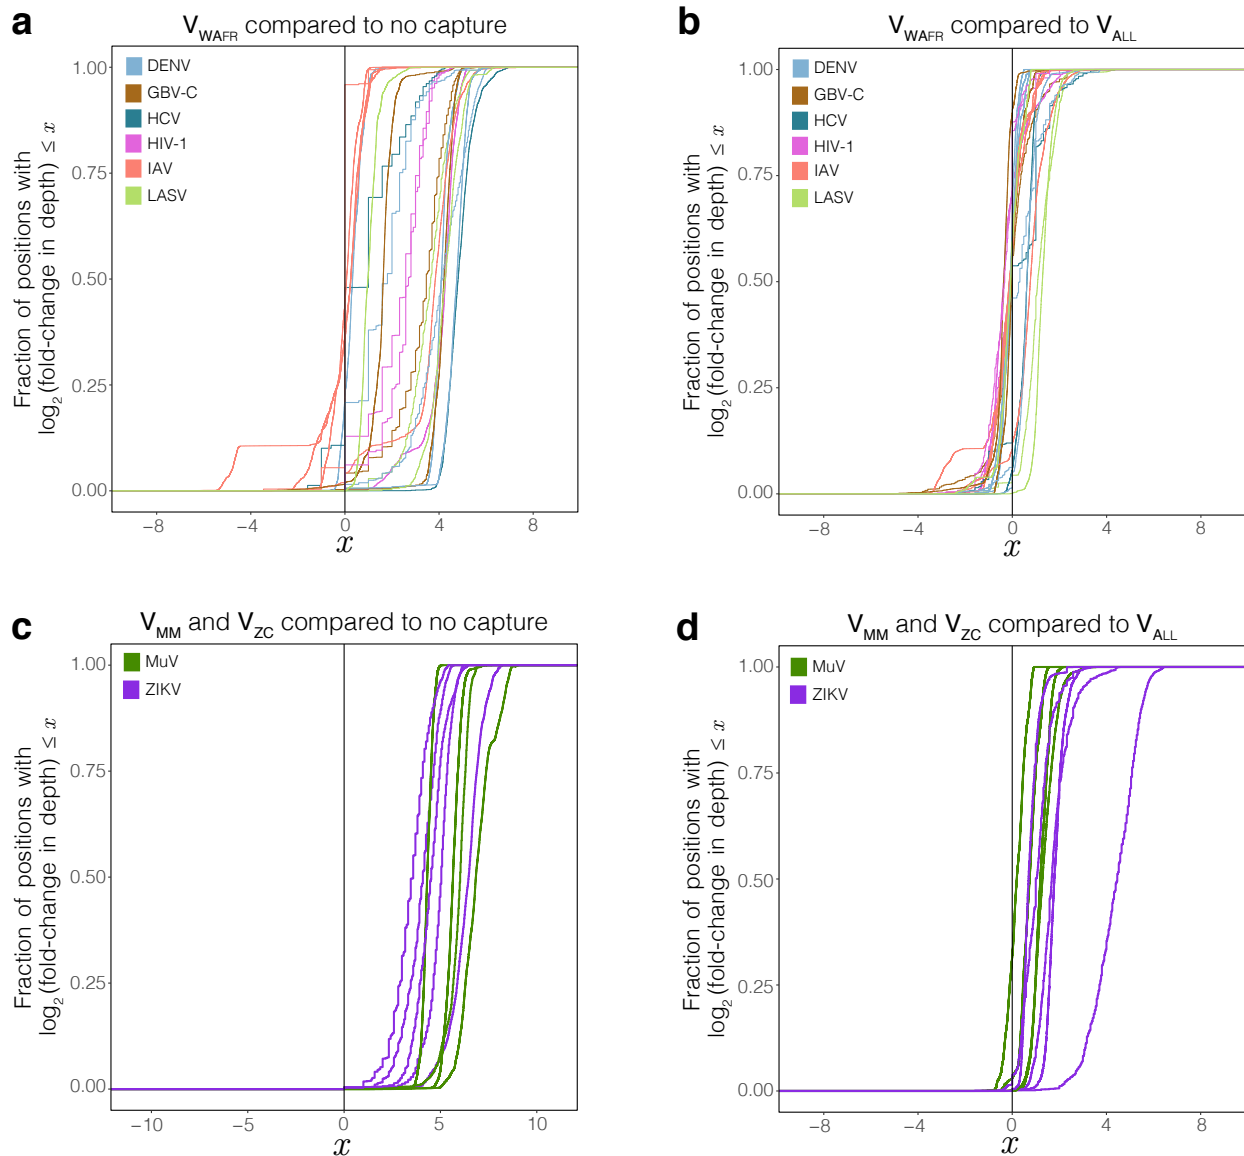 a
V_WAFR compared to no capture
Fraction of positions with
log₂(fold-change in depth) ≤ x
1.00
0.75
0.50
0.25
0.00
DENV
GBV-C
HCV
HIV-1
IAV
LASV
−8
−4
0
4
8
x
b
V_WAFR compared to V_ALL
Fraction of positions with
log₂(fold-change in depth) ≤ x
1.00
0.75
0.50
0.25
0.00
DENV
GBV-C
HCV
HIV-1
IAV
LASV
−8
−4
0
4
8
x
c
V_MM and V_ZC compared to no capture
Fraction of positions with
log₂(fold-change in depth) ≤ x
1.00
0.75
0.50
0.25
0.00
MuV
ZIKV
−10
−5
0
5
10
x
d
V_MM and V_ZC compared to V_ALL
Fraction of positions with
log₂(fold-change in depth) ≤ x
1.00
0.75
0.50
0.25
0.00
MuV
ZIKV
−8
−4
0
4
8
x